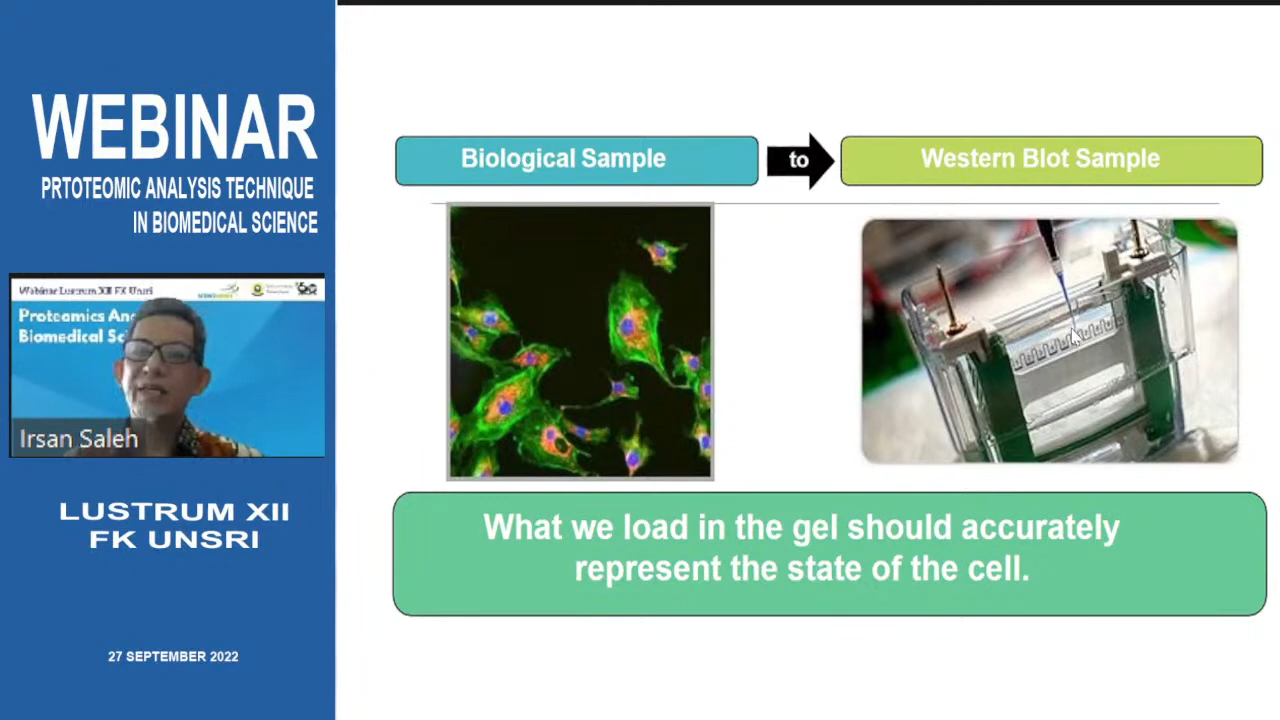 WEBINAR
PRTOTEOMIC ANALYSIS TECHNIQUE
IN BIOMEDICAL SCIENCE
Webinar Lustrum XII FK Unsri
Proteomics Ana
Biomedical Sc
Irsan Saleh
LUSTRUM XII
FK UNSRI
27 SEPTEMBER 2022
Biological Sample
to
Western Blot Sample
What we load in the gel should accurately
represent the state of the cell.